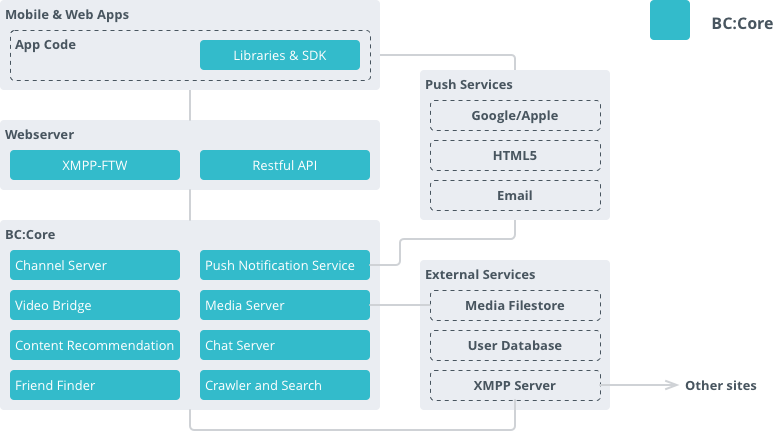 Mobile & Web Apps
App Code
Libraries & SDK
BC:Core
Push Services
Google/Apple
HTML5
Email
Webserver
XMPP-FTW
Restful API
BC:Core
Channel Server
Push Notification Service
Video Bridge
Media Server
Content Recommendation
Chat Server
Friend Finder
Crawler and Search
External Services
Media Filestore
User Database
XMPP Server
Other sites